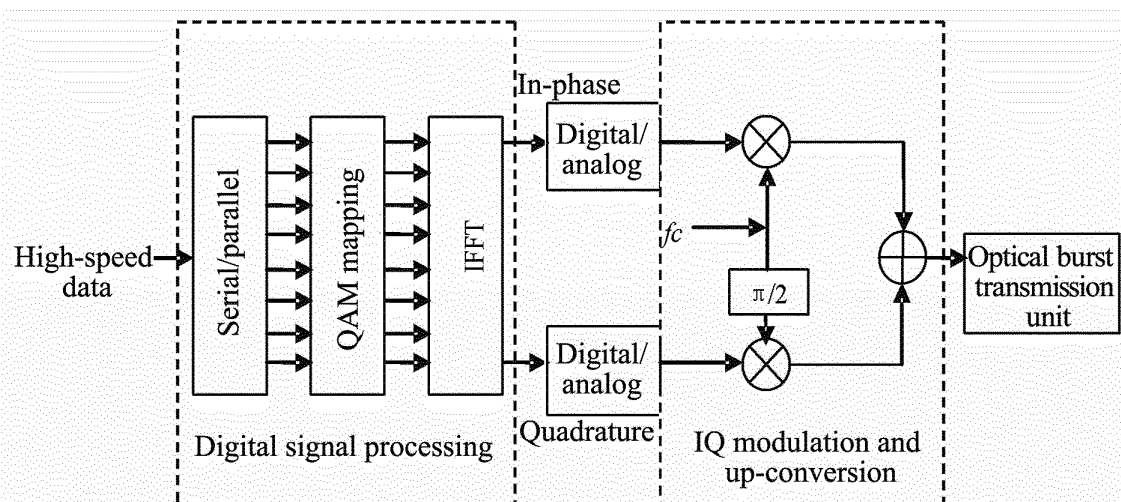 High-speed
data
Serial/parallel
QAM mapping
IFFT
Digital signal processing
In-phase
Digital/
analog
Digital/
analog
Quadrature
fc
π/2
IQ modulation and
up-conversion
Optical burst
transmission
unit